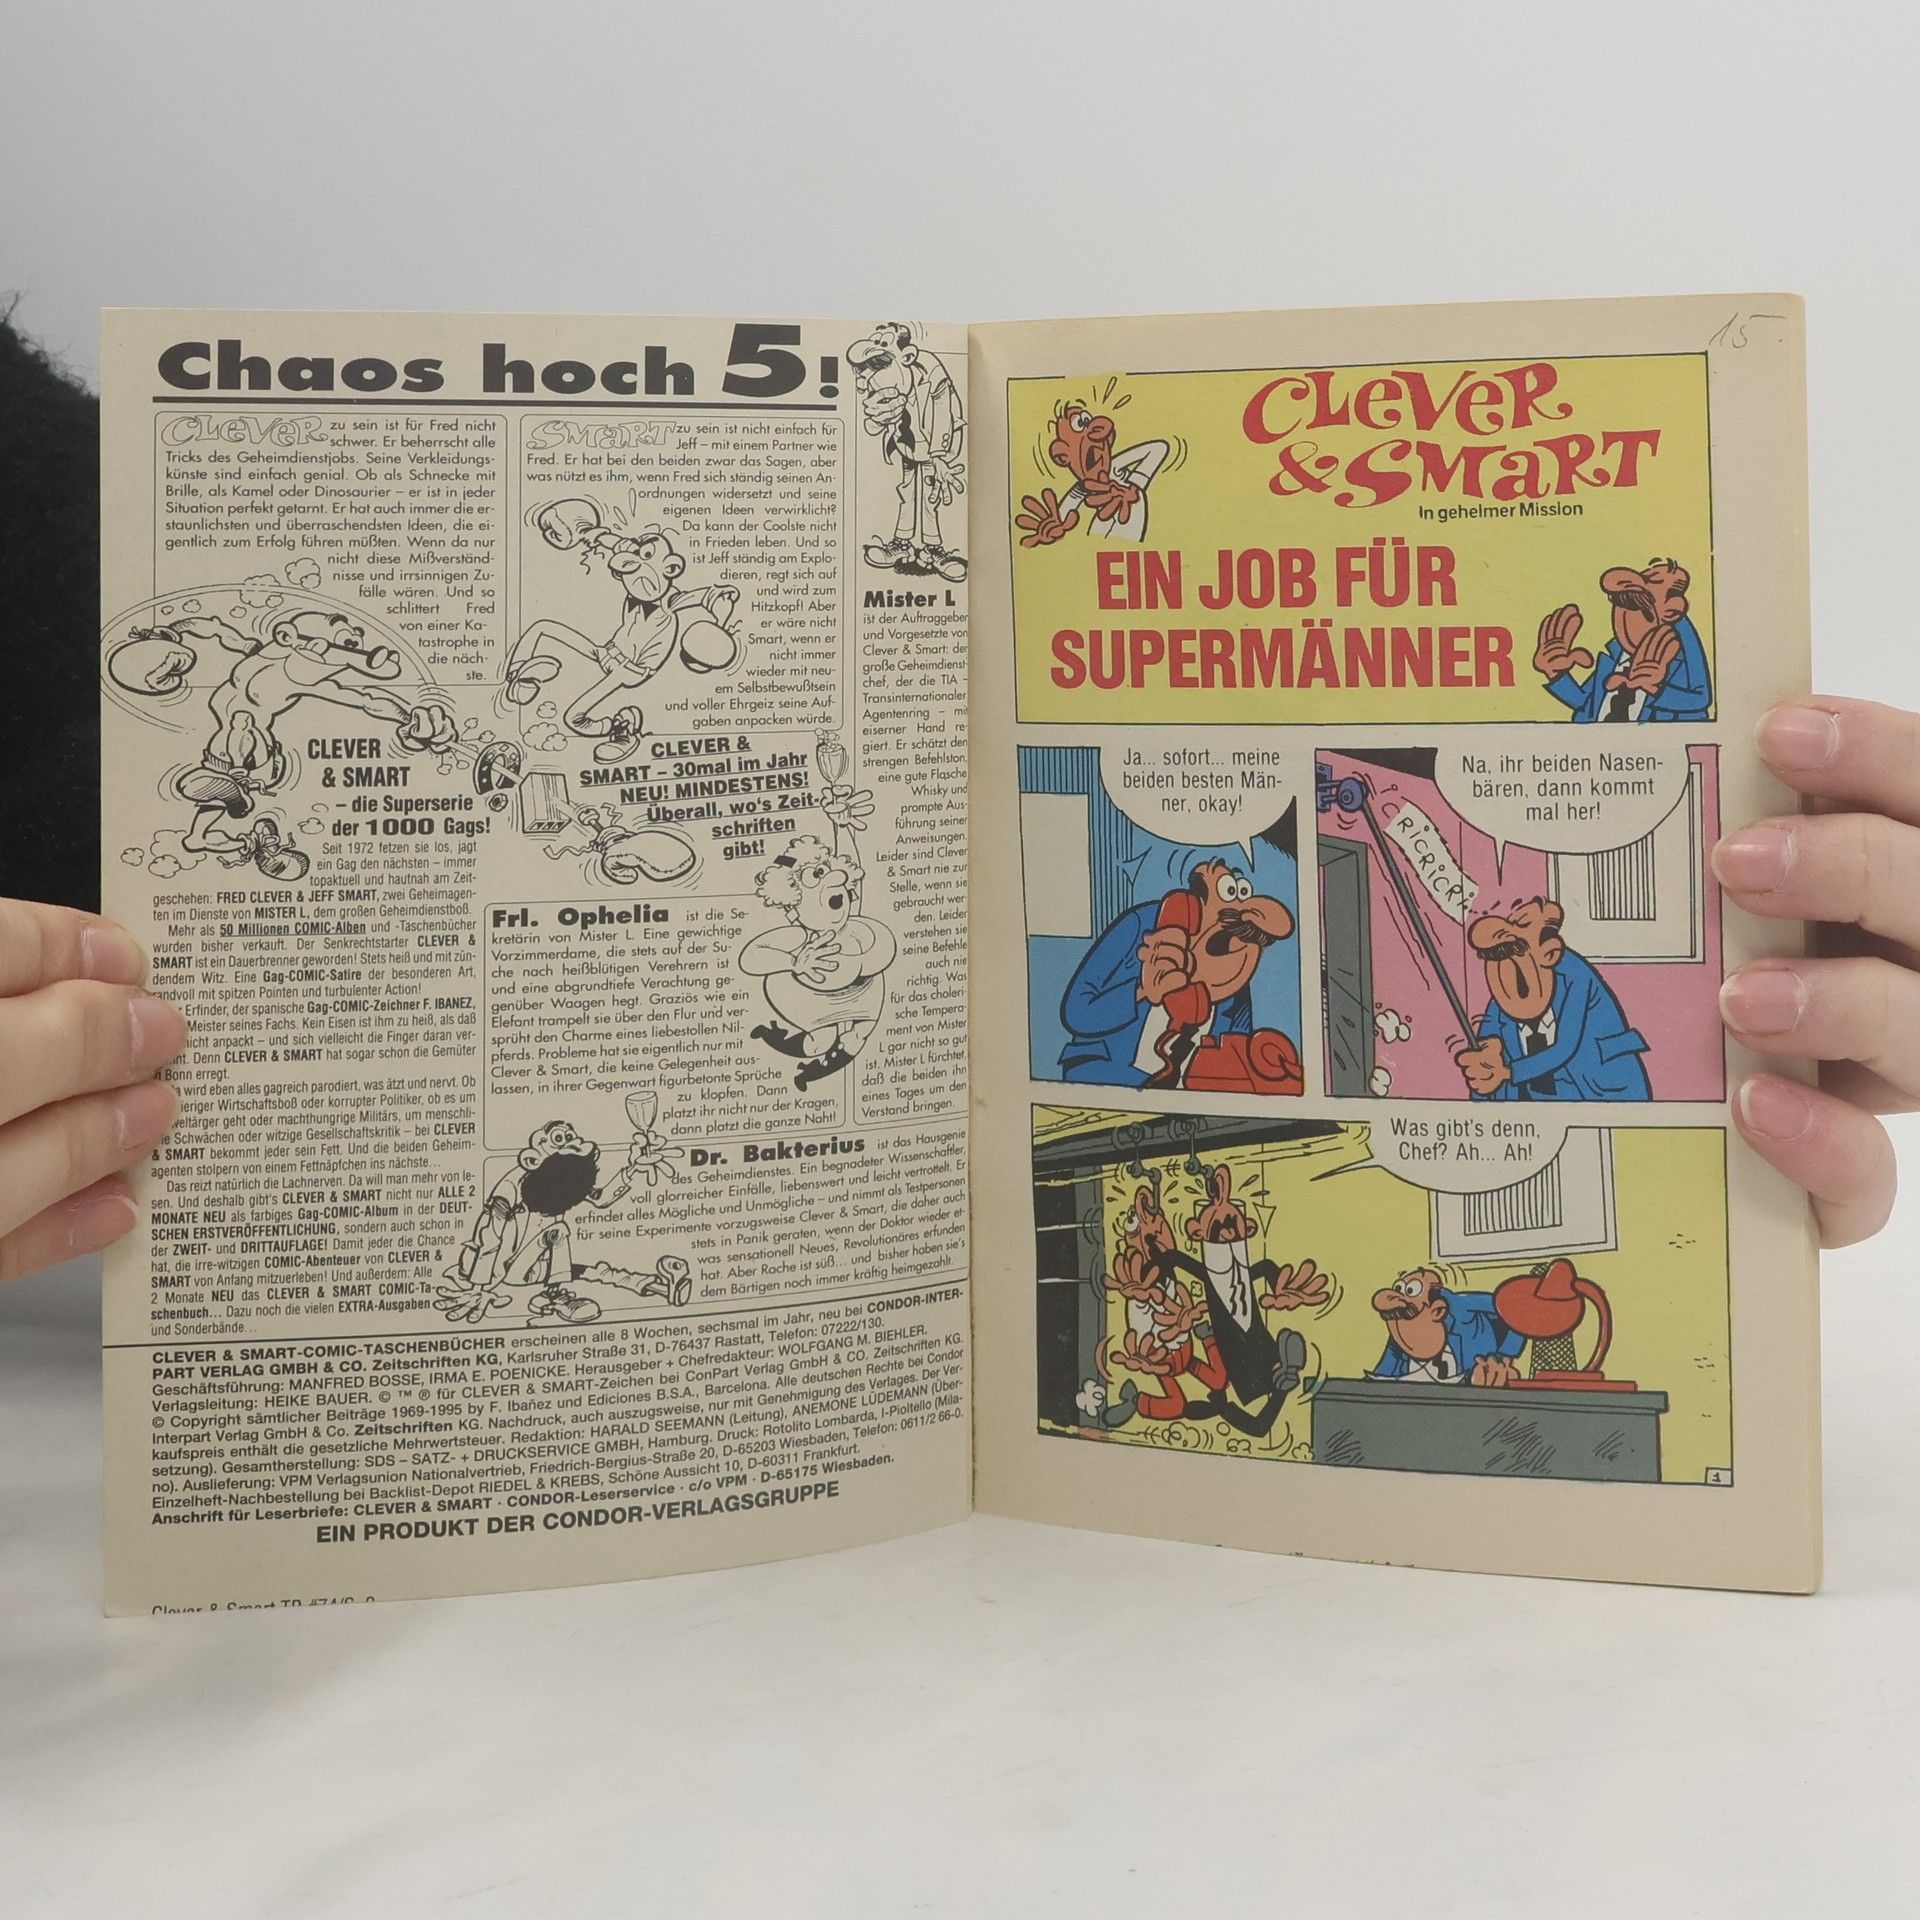 Chaos hoch 5!
CLEVER zu sein ist für Fred nicht
schwer. Er beherrscht alle
Tricks des Geheimdienstjobs. Seine Verkleidungs-
künste sind einfach genial. Ob als Schnecke mit
Brille, als Kamel oder Dinosaurier – er ist in jeder
Situation perfekt getarnt. Er hat auch immer die er-
staunlichsten und überraschendsten Ideen, die ei-
gentlich zum Erfolg führen müßten. Wenn da nur
nicht diese Mißverständ-
nisse und irrsinnigen Zu-
fälle wären. Und so
schlittert Fred
von einer Ka-
tastrophe in
die näch-
ste.
SMART zu sein ist nicht einfach für
Jeff – mit einem Partner wie
Fred. Er hat bei den beiden zwar das Sagen, aber
was nützt es ihm, wenn Fred sich ständig seinen An-
ordnungen widersetzt und seine
eigenen Ideen verwirklicht?
Da kann der Coolste nicht
in Frieden leben. Und so
ist Jeff ständig am Explo-
dieren, regt sich auf
und wird zum
Hitzkopf! Aber
er wäre nicht
Smart, wenn er
nicht immer
wieder mit neu-
em Selbstbewußtsein
und voller Ehrgeiz seine Auf-
gaben anpacken würde.
Mister L
ist der Auftraggeber
und Vorgesetzte von
Clever & Smart: der
große Geheimdienst-
chef, der die TIA –
Transinternationaler
Agentenring – mit
eiserner Hand re-
giert. Er schätzt den
strengen Befehlston,
eine gute Flasche
Whisky und
prompte Aus-
führung seiner
Anweisungen.
Leider sind Clever
& Smart nie zur
Stelle, wenn sie
gebraucht wer-
den. Leider
verstehen sie
seine Befehle
auch nie
richtig. Was
für das choleri-
sche Tempera-
ment von Mister
L gar nicht so gut
ist. Mister L fürchtet,
daß die beiden ihn
eines Tages um den
Verstand bringen.
CLEVER
& SMART
– die Superserie
der 1000 Gags!
Seit 1972 fetzen sie los, jagt
ein Gag den nächsten – immer
topaktuell und hautnah am Zeit-
geschehen: FRED CLEVER & JEFF SMART, zwei Geheimagen-
ten im Dienste von MISTER L, dem großen Geheimdienstboß.
Mehr als 50 Millionen COMIC-Alben und -Taschenbücher
wurden bisher verkauft. Der Senkrechtstarter CLEVER &
SMART ist ein Dauerbrenner geworden! Stets heiß und mit zün-
dendem Witz. Eine Gag-COMIC-Satire der besonderen Art,
randvoll mit spitzen Pointen und turbulenter Action!
Erfinder, der spanische Gag-COMIC-Zeichner F. IBANEZ,
Meister seines Fachs. Kein Eisen ist ihm zu heiß, als daß
nicht anpackt – und sich vielleicht die Finger daran ver-
Denn CLEVER & SMART hat sogar schon die Gemüter
Bonn erregt.
wird eben alles gagreich parodiert, was ätzt und nervt. Ob
ieriger Wirtschaftsboß oder korrupter Politiker, ob es um
weltärger geht oder machthungrige Militärs, um menschli-
Schwächen oder witzige Gesellschaftskritik – bei CLEVER
& SMART bekommt jeder sein Fett. Und die beiden Geheim-
agenten stolpern von einem Fettnäpfchen ins nächste...
Das reizt natürlich die Lachnerven. Da will man mehr von le-
sen. Und deshalb gibt's CLEVER & SMART nicht nur ALLE 2
MONATE NEU als farbiges Gag-COMIC-Album in der DEUT-
SCHEN ERSTVERÖFFENTLICHUNG, sondern auch schon in
der ZWEIT- und DRITTAUFLAGE! Damit jeder die Chance
hat, die irre-witzigen COMIC-Abenteuer von CLEVER &
SMART von Anfang mitzuerleben! Und außerdem: Alle
2 Monate NEU das CLEVER & SMART COMIC-Ta-
schenbuch... Dazu noch die vielen EXTRA-Ausgaben
und Sonderbände...
CLEVER &
SMART – 30mal im Jahr
NEU! MINDESTENS!
Überall, wo's Zeit-
schriften
gibt!
Frl. Ophelia ist die Se-
kretärin von Mister L. Eine gewichtige
Vorzimmerdame, die stets auf der Su-
che nach heißblütigen Verehrern ist
und eine abgrundtiefe Verachtung ge-
genüber Waagen hegt. Graziös wie ein
Elefant trampelt sie über den Flur und ver-
sprüht den Charme eines liebestollen Nil-
pferds. Probleme hat sie eigentlich nur mit
Clever & Smart, die keine Gelegenheit aus-
lassen, in ihrer Gegenwart figurbetonte Sprüche
zu klopfen. Dann
platzt ihr nicht nur der Kragen,
dann platzt die ganze Naht!
Dr. Bakterius ist das Hausgenie
des Geheimdienstes. Ein begnadeter Wissenschaftler,
voll glorreicher Einfälle, liebenswert und leicht vertrottelt. Er
erfindet alles Mögliche und Unmögliche – und nimmt als Testpersonen
für seine Experimente vorzugsweise Clever & Smart, die daher auch
stets in Panik geraten, wenn der Doktor wieder et-
was sensationell Neues, Revolutionäres erfunden
hat. Aber Rache ist süß... und bisher haben sie's
dem Bärtigen noch immer kräftig heimgezahlt.
CLEVER & SMART-COMIC-TASCHENBÜCHER erscheinen alle 8 Wochen, sechsmal im Jahr, neu bei CONDOR-INTER-
PART VERLAG GMBH & CO. Zeitschriften KG, Karlsruher Straße 31, D-76437 Rastatt, Telefon: 07222/130.
Geschäftsführung: MANFRED BOSSE, IRMA E. POENICKE. Herausgeber + Chefredakteur: WOLFGANG M. BIEHLER.
Verlagsleitung: HEIKE BAUER. © ™ ® für CLEVER & SMART-Zeichen bei ConPart Verlag GmbH & CO. Zeitschriften KG.
© Copyright sämtlicher Beiträge 1969-1995 by F. Ibañez und Ediciones B.S.A., Barcelona. Alle deutschen Rechte bei Condor
Interpart Verlag GmbH & Co. Zeitschriften KG. Nachdruck, auch auszugsweise, nur mit Genehmigung des Verlages. Der Ver-
kaufspreis enthält die gesetzliche Mehrwertsteuer. Redaktion: HARALD SEEMANN (Leitung), ANEMONE LÜDEMANN (Über-
setzung). Gesamtherstellung: SDS – SATZ- + DRUCKSERVICE GMBH, Hamburg. Druck: Rotolito Lombarda, I-Pioltello (Mila-
no). Auslieferung: VPM Verlagsunion Nationalvertrieb, Friedrich-Bergius-Straße 20, D-65203 Wiesbaden, Telefon: 0611/2 66-0.
Einzelheft-Nachbestellung bei Backlist-Depot RIEDEL & KREBS, Schöne Aussicht 10, D-60311 Frankfurt.
Anschrift für Leserbriefe: CLEVER & SMART · CONDOR-Leserservice · c/o VPM · D-65175 Wiesbaden.
EIN PRODUKT DER CONDOR-VERLAGSGRUPPE
Clever & Smart TB #74/S. 2
15.
CLEVER
& SMART
In geheimer Mission
EIN JOB FÜR
SUPERMÄNNER
Ja... sofort... meine
beiden besten Män-
ner, okay!
Na, ihr beiden Nasen-
bären, dann kommt
mal her!
CRICRICRICRI
Was gibt's denn,
Chef? Ah... Ah!
1